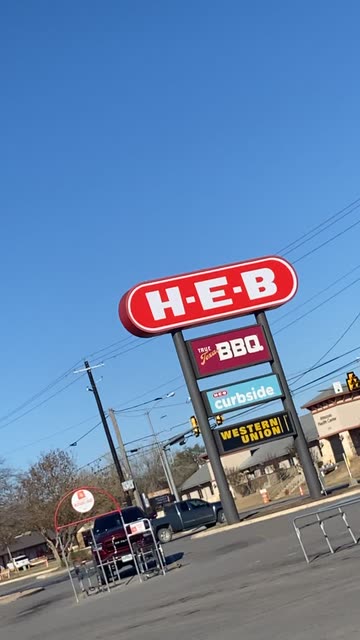 H-E-B
TRUE
Texas
BBQ
H-E-B
curbside
WESTERN
UNION